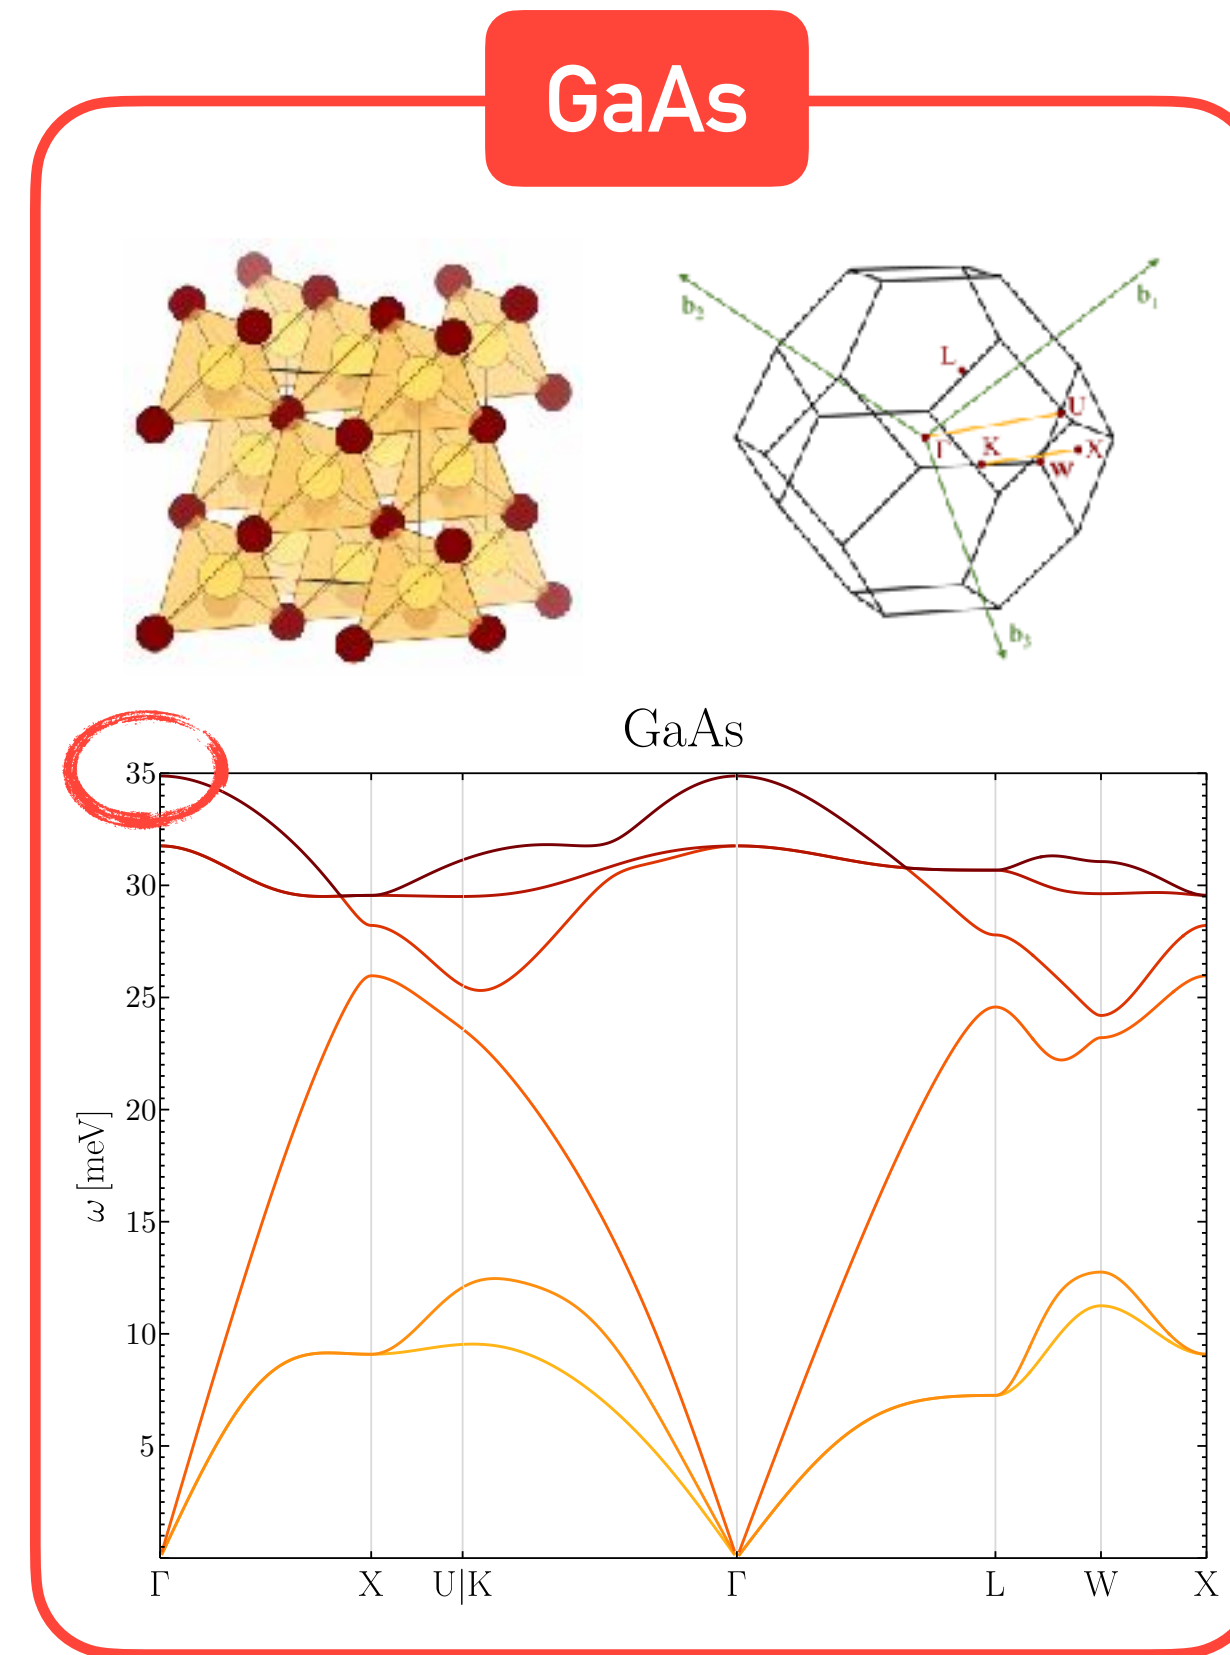 GaAs
b₂
b₁
L
U
Γ
K
X
W
b₃
GaAs
35
30
25
20
15
10
5
ω [meV]
Γ X U|K Γ L W X